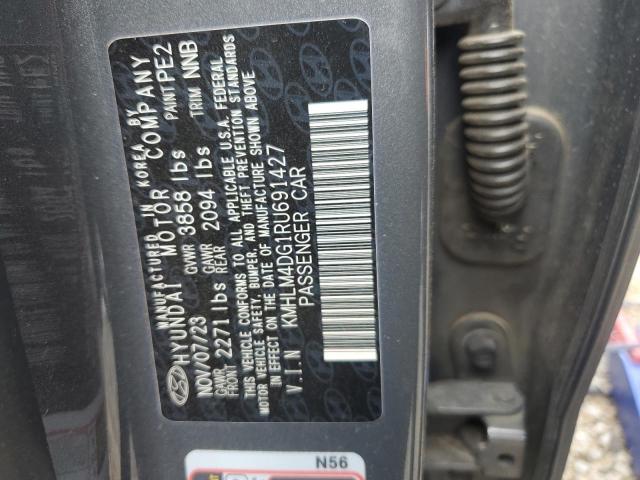 MANUFACTURED IN KOREA BY
HYUNDAI MOTOR COMPANY
NOV/07/23 GVWR 3858 lbs PAINT PE2
GAWR FRONT 2271 lbs GAWR REAR 2094 lbs TRIM NNB
THIS VEHICLE CONFORMS TO ALL APPLICABLE U.S.A. FEDERAL
MOTOR VEHICLE SAFETY, BUMPER, AND THEFT PREVENTION STANDARDS
IN EFFECT ON THE DATE OF MANUFACTURE SHOWN ABOVE
V.I.N KMHLM4DG1RU691427
PASSENGER CAR
N56